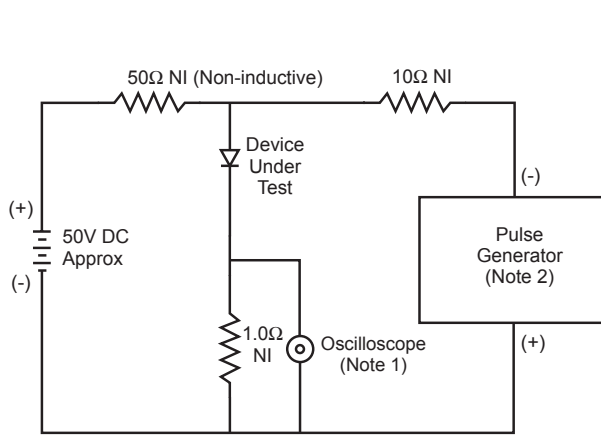 50Ω NI (Non-inductive)
10Ω NI
Device
Under
Test
(+)
50V DC
Approx
(-)
(-)
Pulse
Generator
(Note 2)
(+)
1.0Ω
NI
Oscilloscope
(Note 1)